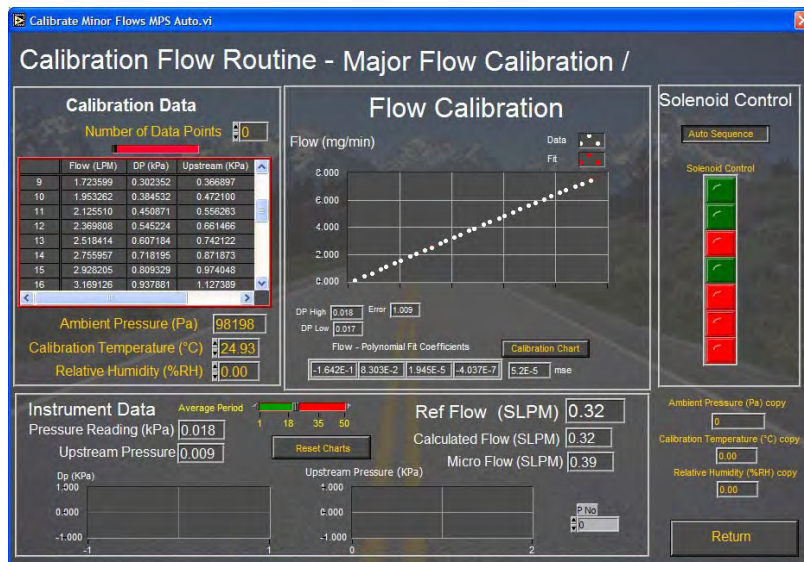 Calibrate Minor Flows MPS Auto.vi
Calibration Flow Routine - Major Flow Calibration /
Calibration Data
Number of Data Points 0
Flow (LPM) DP (kPa) Upstream (KPa)
9 1.723599 0.302352 0.366897
10 1.953262 0.384532 0.472100
11 2.125510 0.450871 0.556263
12 2.369808 0.545224 0.661466
13 2.518414 0.607184 0.742122
14 2.755957 0.718195 0.871873
15 2.928205 0.809329 0.974048
16 3.169126 0.937881 1.127389
Ambient Pressure (Pa) 98198
Calibration Temperature (°C) 24.93
Relative Humidity (%RH) 0.00
Flow Calibration
Flow (mg/min)
Data
Fit
8.000
6.000
4.000
2.000
0.000
DP High 0.018 Error 1.009
DP Low 0.017
Flow - Polynomial Fit Coefficients Calibration Chart
-1.642E-1 8.303E-2 1.945E-5 -4.037E-7 5.2E-5 mse
Solenoid Control
Auto Sequence
Solenoid Control
Instrument Data Average Period
1 18 35 50
Pressure Reading (kPa) 0.018
Upstream Pressure 0.009
Reset Charts
Ref Flow (SLPM) 0.32
Calculated Flow (SLPM) 0.32
Micro Flow (SLPM) 0.39
Dp (KPa)
1.000
0.000
-1.000
-1 1
Upstream Pressure (KPa)
1.000
0.000
-1.000
0 2
P No
0
Ambient Pressure (Pa) copy
0
Calibration Temperature (°C) copy
0.00
Relative Humidity (%RH) copy
0.00
Return